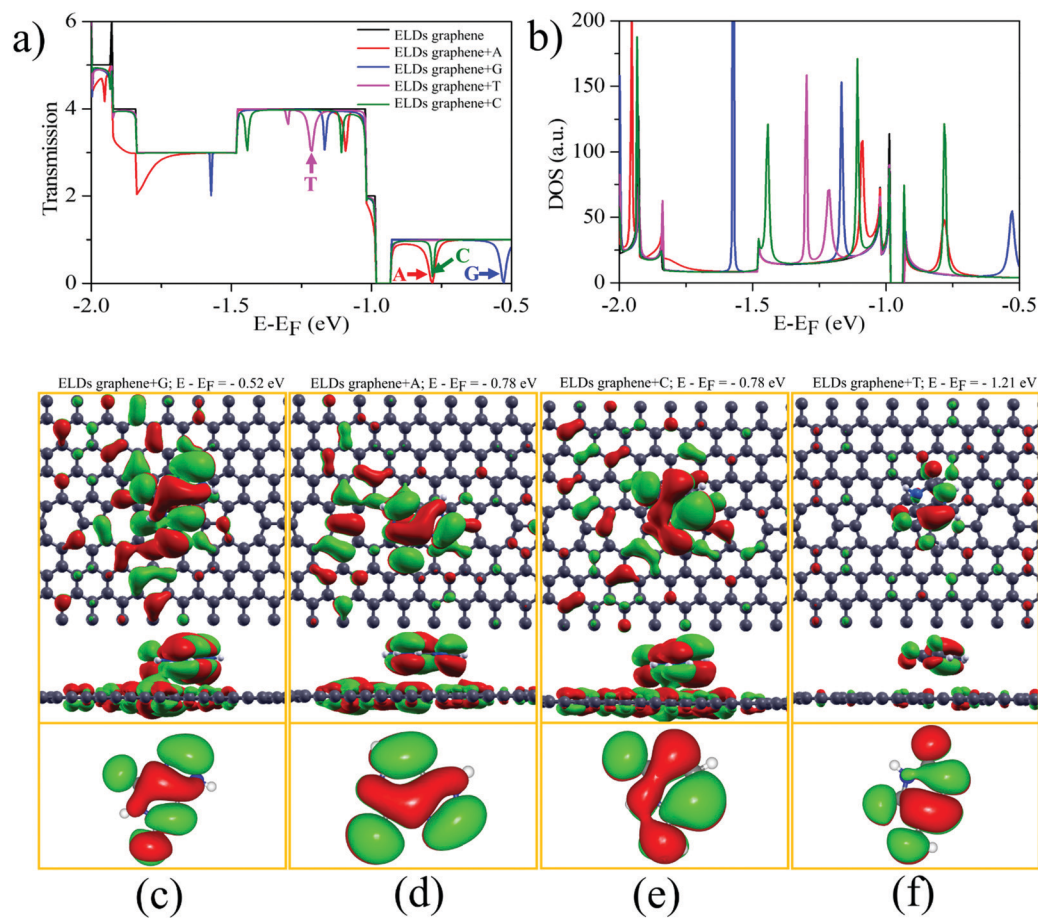 a)
6
4
2
0
Transmission
-2.0
-1.5
-1.0
-0.5
E-EF (eV)
ELDs graphene
ELDs graphene+A
ELDs graphene+G
ELDs graphene+T
ELDs graphene+C
T
A
C
G
b)
200
150
100
50
0
DOS (a.u.)
-2.0
-1.5
-1.0
-0.5
E-EF (eV)
ELDs graphene+G; E - EF = - 0.52 eV
ELDs graphene+A; E - EF = - 0.78 eV
ELDs graphene+C; E - EF = - 0.78 eV
ELDs graphene+T; E - EF = - 1.21 eV
(c)
(d)
(e)
(f)